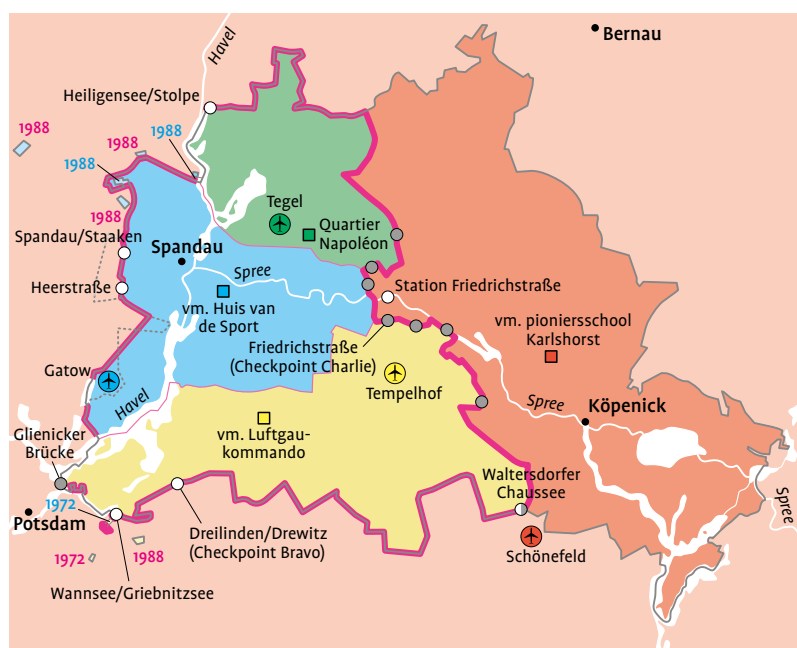 Havel
Bernau
Heiligensee/Stolpe
1988
1988
1988
1988
1988
Tegel
Quartier
Napoléon
Spandau/Staaken
Spandau
Spree
Heerstraße
Station Friedrichstraße
vm. Huis van
de Sport
vm. pioniersschool
Karlshorst
Friedrichstraße
(Checkpoint Charlie)
Gatow
Tempelhof
Havel
Spree
Köpenick
vm. Luftgau-
kommando
Glienicker
Brücke
Waltersdorfer
Chaussee
1972
Potsdam
Spree
Dreilinden/Drewitz
(Checkpoint Bravo)
1972
1988
Schönefeld
Wannsee/Griebnitzsee